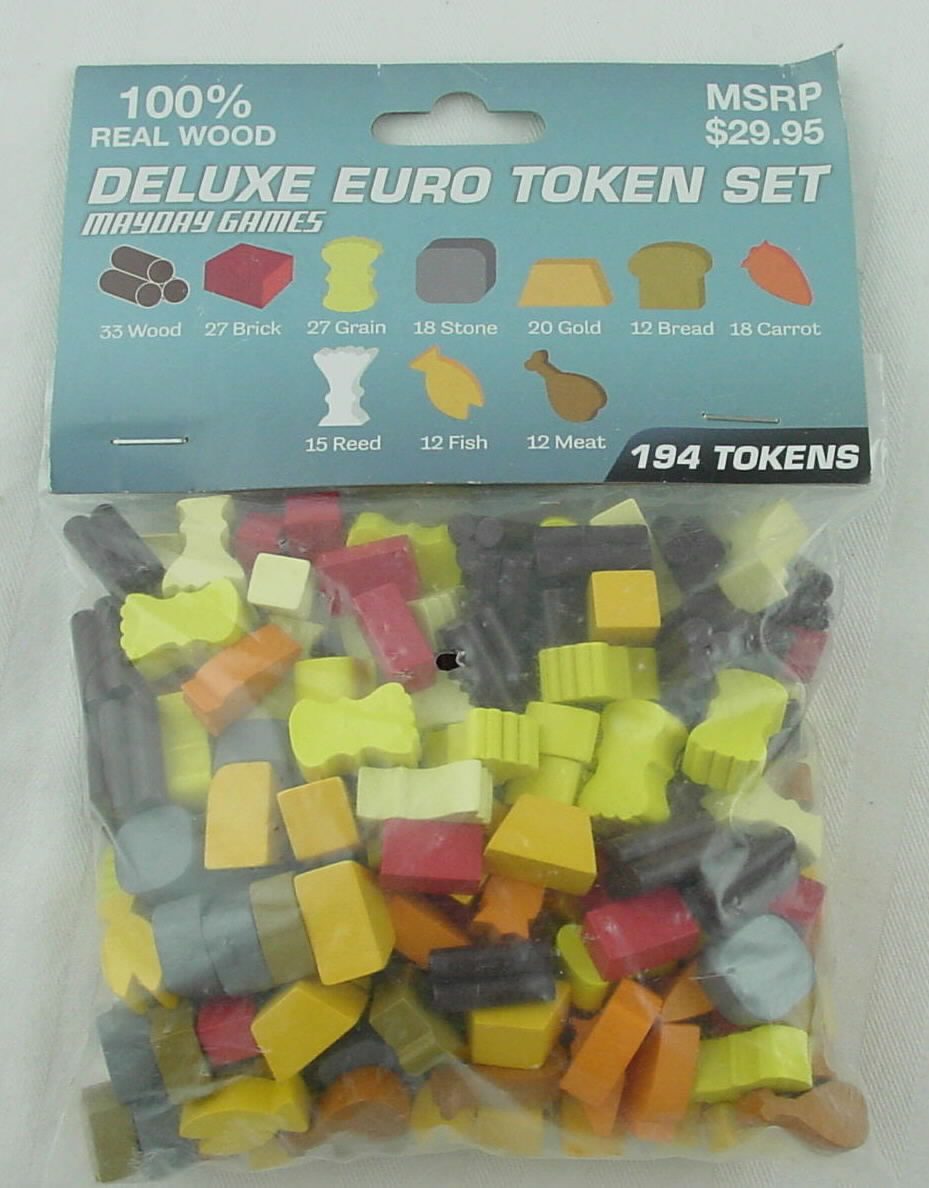 100%
REAL WOOD
MSRP
$29.95
DELUXE EURO TOKEN SET
MAYDAY GAMES
33 Wood 27 Brick 27 Grain 18 Stone 20 Gold 12 Bread 18 Carrot
15 Reed 12 Fish 12 Meat
194 TOKENS